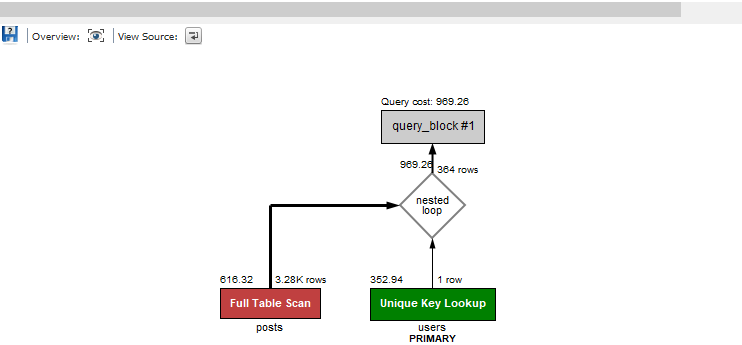 Overview:
View Source:
Query cost: 969.26
query_block #1
969.26
364 rows
nested
loop
616.32
3.28K rows
352.94
1 row
Full Table Scan
Unique Key Lookup
posts
users
PRIMARY